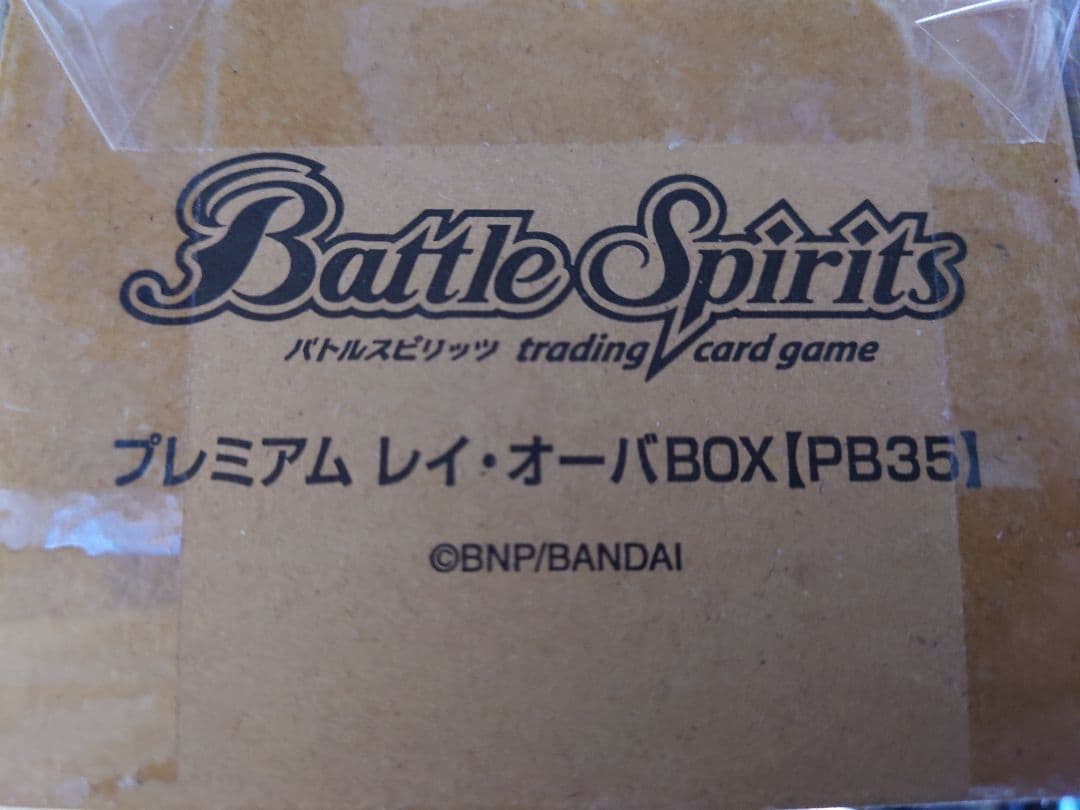 Battle Spirits
バトルスピリッツ trading card game
プレミアム レイ・オーバBOX【PB35】
©BNP/BANDAI